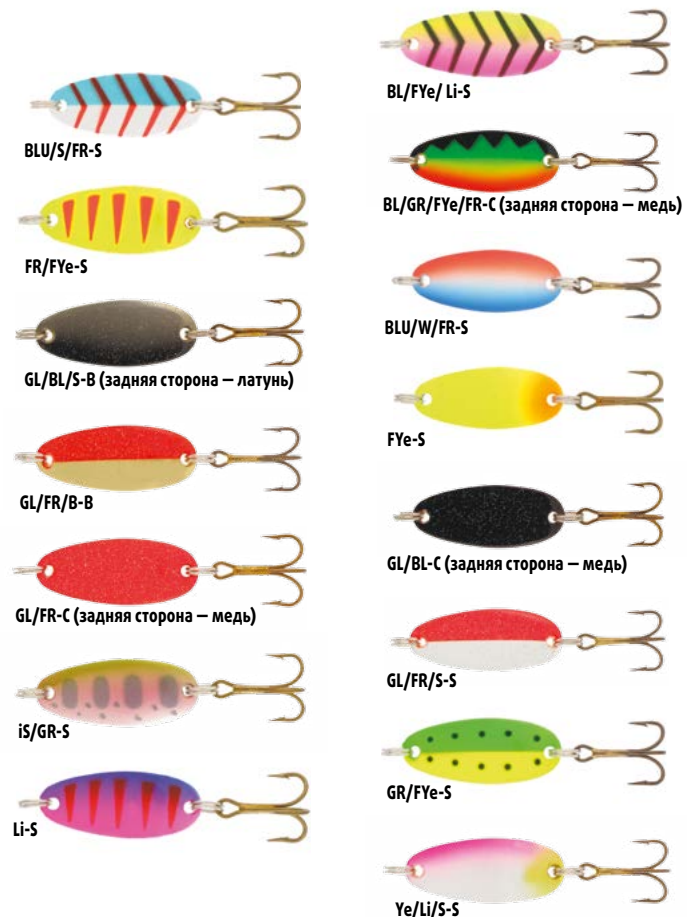 BLU/S/FR-S
FR/FYe-S
GL/BL/S-B (задняя сторона — латунь)
GL/FR/B-B
GL/FR-C (задняя сторона — медь)
iS/GR-S
Li-S
BL/FYe/ Li-S
BL/GR/FYe/FR-C (задняя сторона — медь)
BLU/W/FR-S
FYe-S
GL/BL-C (задняя сторона — медь)
GL/FR/S-S
GR/FYe-S
Ye/Li/S-S